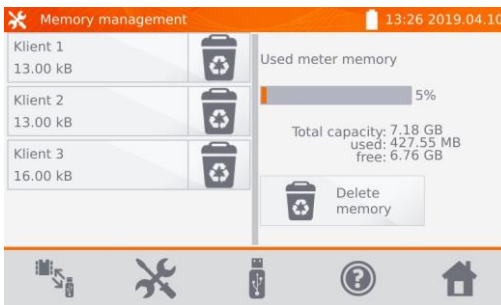 Memory management
13:26 2019.04.10
Klient 1
13.00 kB
Klient 2
13.00 kB
Klient 3
16.00 kB
Used meter memory
5%
Total capacity: 7.18 GB
used: 427.55 MB
free: 6.76 GB
Delete
memory
?